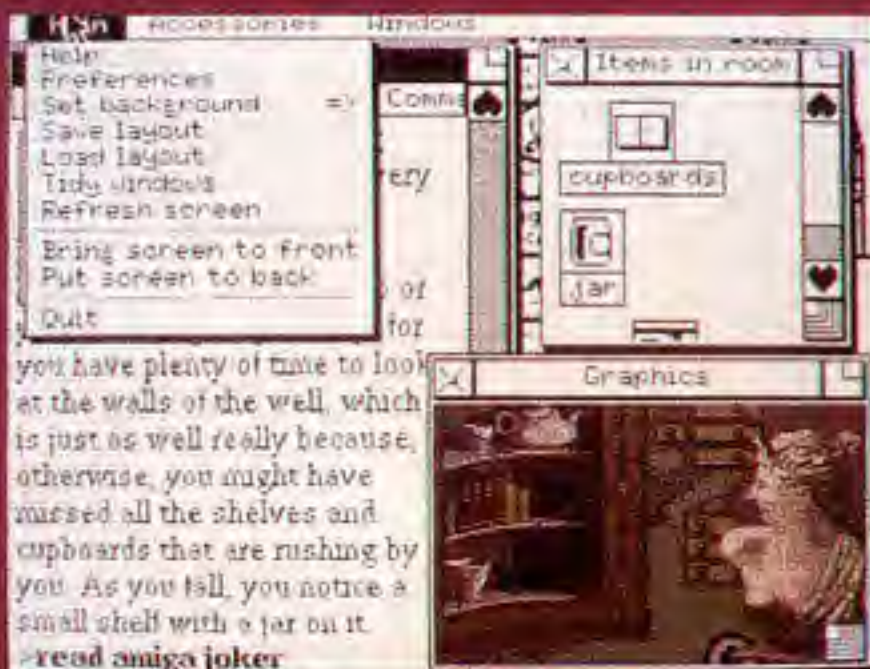 Accessories Windows
Help
Preferences
Set background =>
Save layout
Load layout
Tidy windows
Refresh screen
Bring screen to front
Put screen to back
Quit
Items in room
cupboards
jar
Graphics
ery
of
for
you have plenty of time to look
at the walls of the well, which
is just as well really because,
otherwise, you might have
missed all the shelves and
cupboards that are rushing by
you. As you fall, you notice a
small shelf with a jar on it.
>read amiga joker